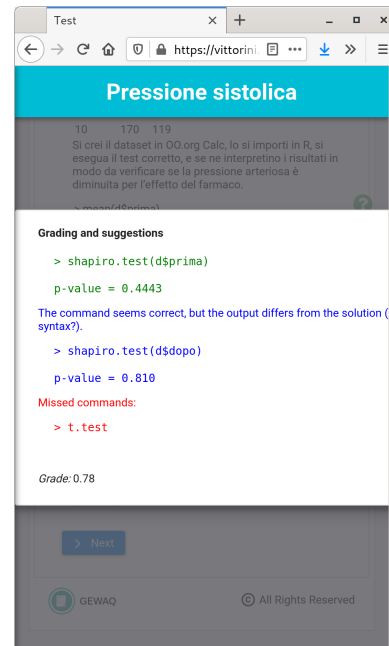 Test
https://vittorini.
Pressione sistolica
10 170 119
Si crei il dataset in OO.org Calc, lo si importi in R, si
esegua il test corretto, e se ne interpretino i risultati in
modo da verificare se la pressione arteriosa è
diminuita per l'effetto del farmaco.
> mean(d$prima)
?
Grading and suggestions
> shapiro.test(d$prima)
p-value = 0.4443
The command seems correct, but the output differs from the solution (
syntax?).
> shapiro.test(d$dopo)
p-value = 0.810
Missed commands:
> t.test
Grade: 0.78
Next
GEWAQ
© All Rights Reserved